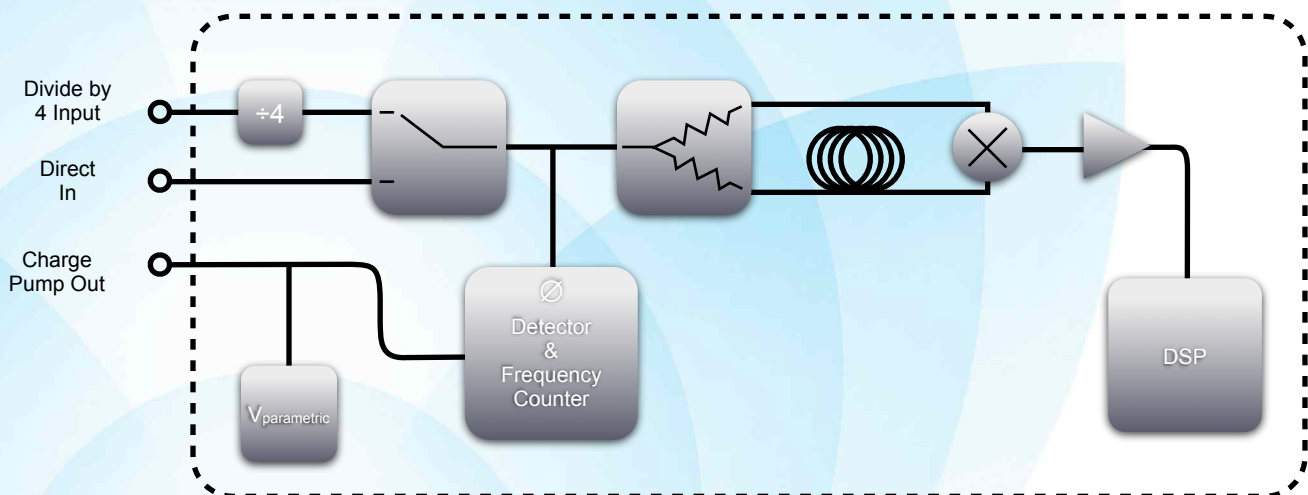 Divide by
4 Input
÷4
Direct
In
Charge
Pump Out
∅
Detector
&
Frequency
Counter
Vparametric
DSP